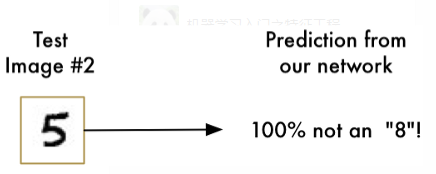 Test
Image #2
Prediction from
our network
5
100% not an "8"!